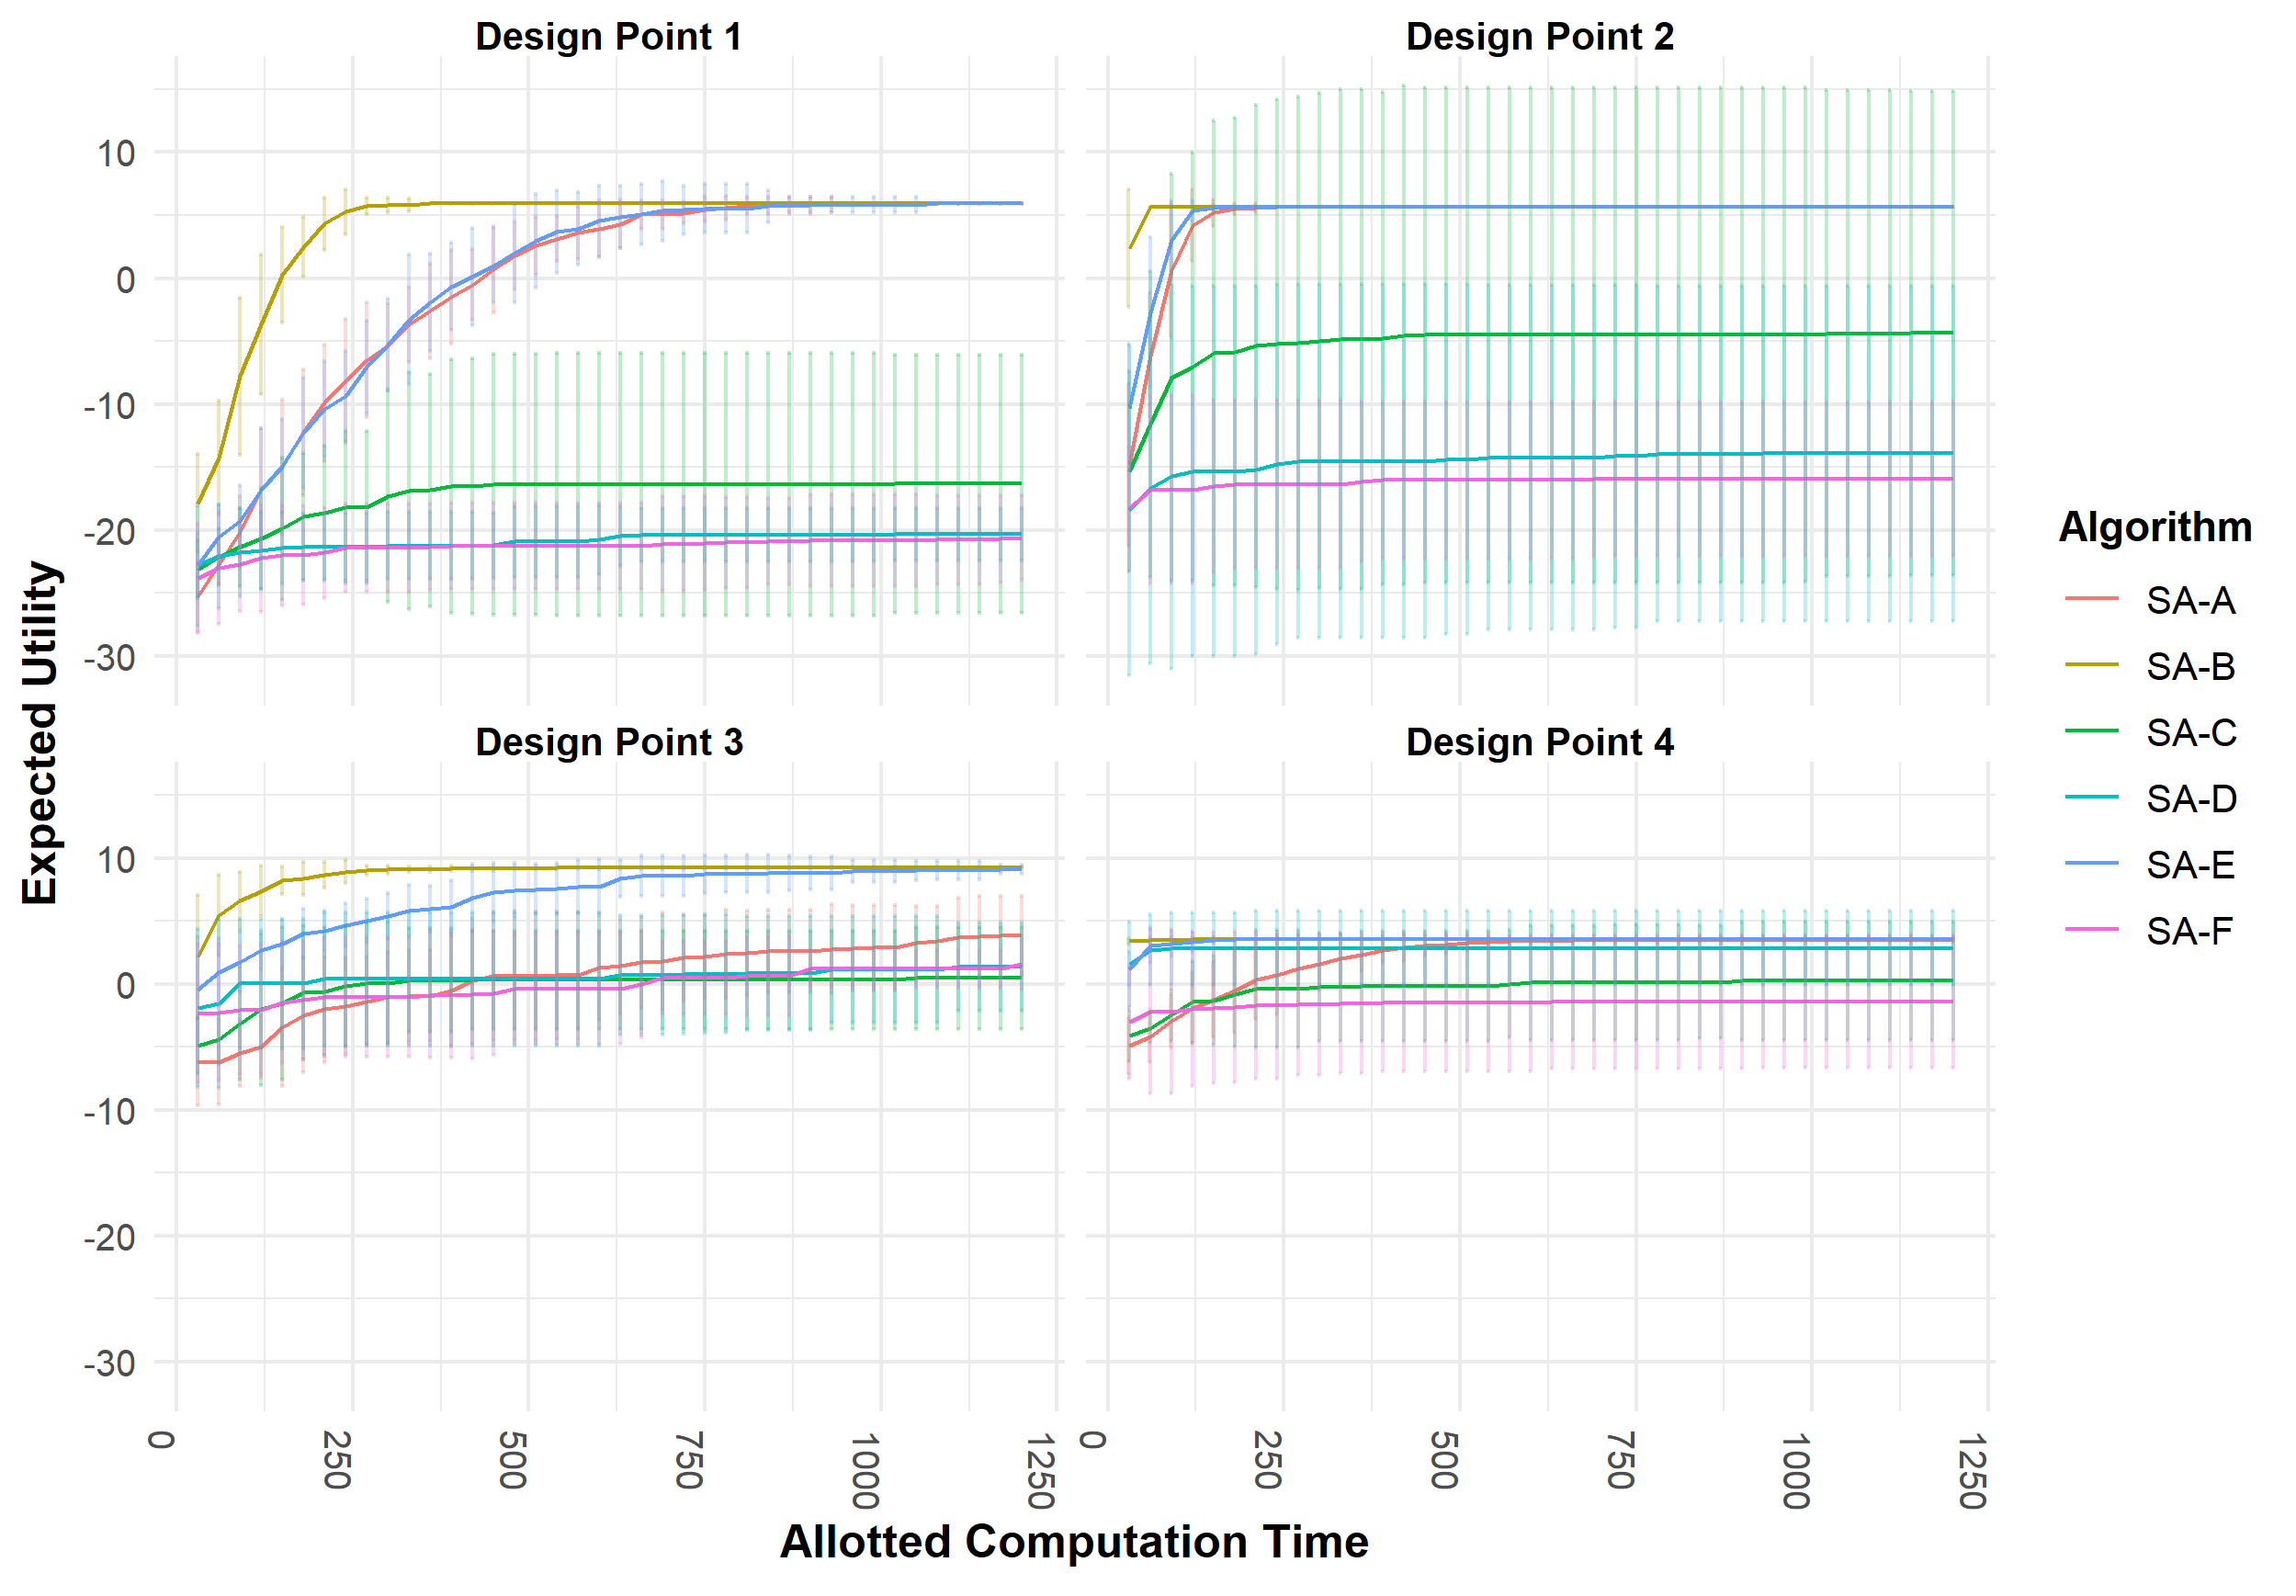 Design Point 1
Design Point 2
10
0
-10
-20
-30
Design Point 3
Design Point 4
10
0
-10
-20
-30
0
250
500
750
1000
1250
0
250
500
750
1000
1250
Expected Utility
Allotted Computation Time
Algorithm
SA-A
SA-B
SA-C
SA-D
SA-E
SA-F